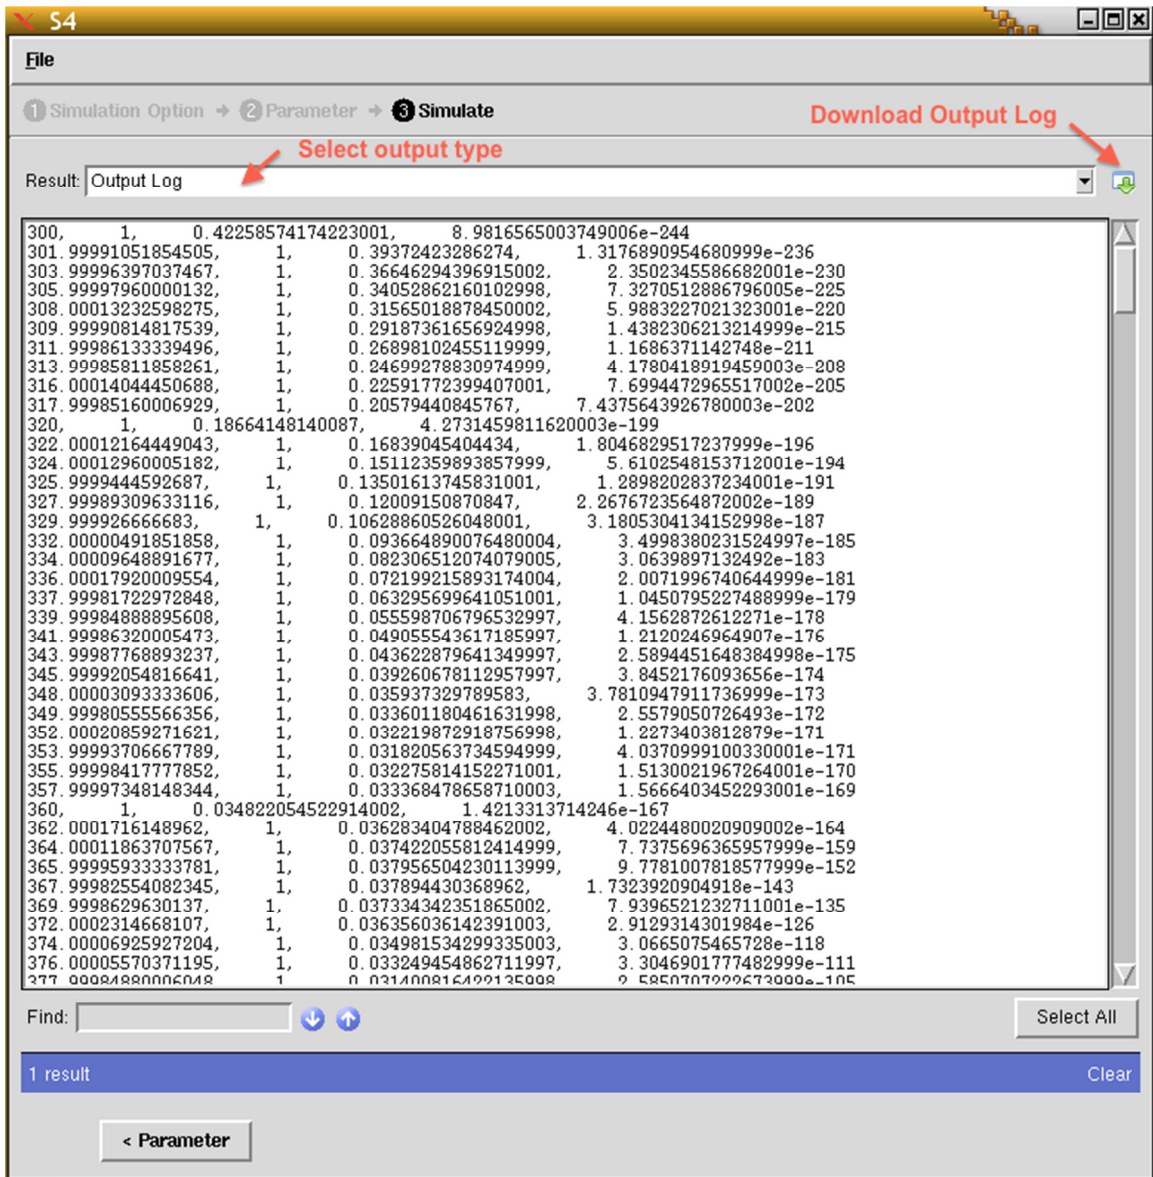 S4
File
1 Simulation Option → 2 Parameter → 3 Simulate
Download Output Log
Select output type
Result: Output Log
300, 1, 0.42258574174223001, 8.9816565003749006e-244
301.99991051854505, 1, 0.39372423286274, 1.3176890954680999e-236
303.99996397037467, 1, 0.36646294396915002, 2.3502345586682001e-230
305.99997960000132, 1, 0.34052862160102998, 7.3270512886796005e-225
308.00013232598275, 1, 0.31565018878450002, 5.9883227021323001e-220
309.99990814817539, 1, 0.29187361656924998, 1.4382306213214999e-215
311.99986133339496, 1, 0.26898102455119999, 1.1686371142748e-211
313.99985811858261, 1, 0.24699278830974999, 4.1780418919459003e-208
316.00014044450688, 1, 0.225917723994070​01, 7.6994472965517002e-205
317.99985160006929, 1, 0.20579440845767, 7.4375643926780003e-202
320, 1, 0.18664148140087, 4.2731459811620003e-199
322.00012164449043, 1, 0.16839045404434, 1.8046829517237999e-196
324.00012960005182, 1, 0.15112359893857999, 5.6102548153712001e-194
325.9999444592687, 1, 0.13501613745831001, 1.2898202837234001e-191
327.99989309633116, 1, 0.12009150870847, 2.2676723564872002e-189
329.999926666683, 1, 0.10628860526048001, 3.1805304134152998e-187
332.00000491851858, 1, 0.093664890076480004, 3.4998380231524997e-185
334.00009648891677, 1, 0.082306512074079005, 3.0639897132492e-183
336.00017920009554, 1, 0.072199215893174004, 2.0071996740644999e-181
337.99981722972848, 1, 0.063295699641051001, 1.0450795227488999e-179
339.99984888895608, 1, 0.055598706796532997, 4.1562872612271e-178
341.99986320005473, 1, 0.049055543617185997, 1.2120246964907e-176
343.99987768893237, 1, 0.043622879641349997, 2.5894451648384998e-175
345.99992054816641, 1, 0.039260678112957997, 3.8452176093656e-174
348.00003093333606, 1, 0.035937329789583, 3.7810947911736999e-173
349.99980555566356, 1, 0.033601180461631998, 2.5579050726493e-172
352.00020859271621, 1, 0.032219872918756998, 1.2273403812879e-171
353.99993706667789, 1, 0.031820563734594999, 4.0370999100330001e-171
355.99998417777852, 1, 0.032275814152271001, 1.5130021967264001e-170
357.99997348148344, 1, 0.033368478658710003, 1.5666403452293001e-169
360, 1, 0.034822054522914002, 1.4213313714246e-167
362.0001716148962, 1, 0.036283404788462002, 4.0224480020909002e-164
364.00011863707567, 1, 0.037422055812414999, 7.7375696365957999e-159
365.99995933333781, 1, 0.037956504230113999, 9.7781007818577999e-152
367.99982554082345, 1, 0.037894430368962, 1.7323920904918e-143
369.9998629630137, 1, 0.037334342351865002, 7.9396521232711001e-135
372.0002314668107, 1, 0.036356036142391003, 2.9129314301984e-126
374.00006925927204, 1, 0.034981534299335003, 3.0665075465728e-118
376.00005570371195, 1, 0.033249454862711997, 3.3046901777482999e-111
377.99984880006048, 1, 0.031400816422135998, 2.5850707222673999e-105
Find:
Select All
1 result
Clear
< Parameter